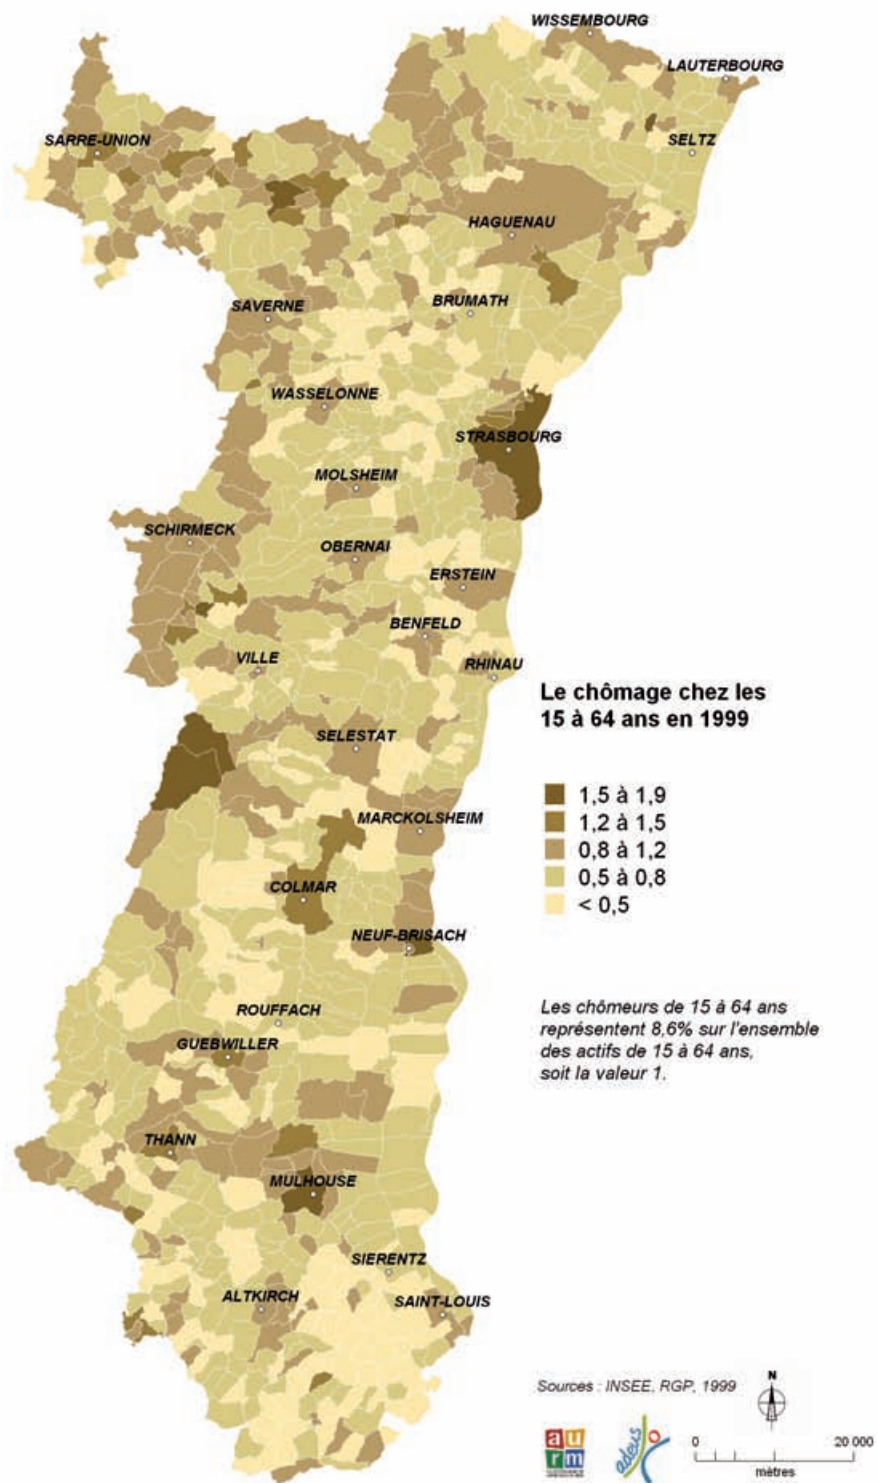 WISSEMBOURG
LAUTERBOURG
SARRE-UNION
SELTZ
HAGUENAU
SAVERNE
BRUMATH
WASSELONNE
STRASBOURG
MOLSHEIM
SCHIRMECK
OBERNAI
ERSTEIN
BENFELD
VILLE
RHINAU
Le chômage chez les
15 à 64 ans en 1999
SELESTAT
1,5 à 1,9
1,2 à 1,5
0,8 à 1,2
0,5 à 0,8
< 0,5
MARCKOLSHEIM
COLMAR
NEUF-BRISACH
Les chômeurs de 15 à 64 ans
représentent 8,6% sur l'ensemble
des actifs de 15 à 64 ans,
soit la valeur 1.
ROUFFACH
GUEBWILLER
THANN
MULHOUSE
SIERENTZ
ALTKIRCH
SAINT-LOUIS
Sources : INSEE, RGP, 1999
N
a u
r m
adeus
0 20 000
mètres